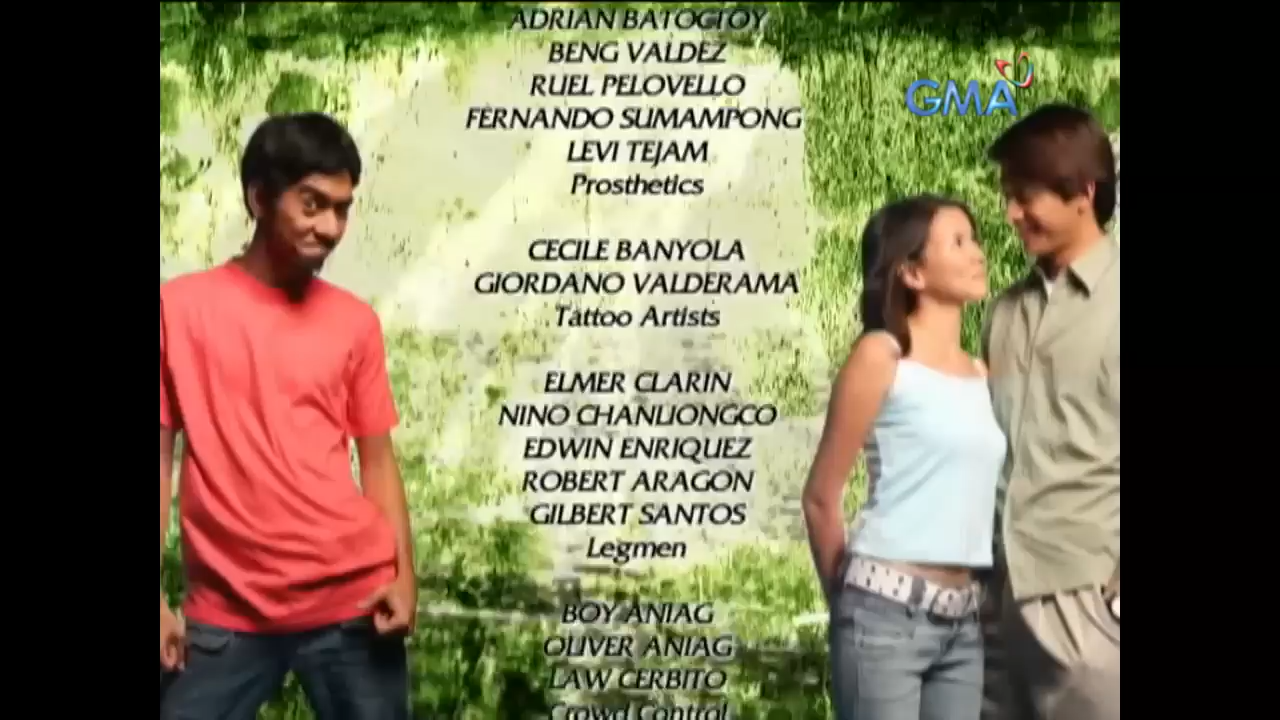 ADRIAN BATOCTOY
BENG VALDEZ
RUEL PELOVELLO
FERNANDO SUMAMPONG
LEVI TEJAM
Prosthetics
GMA
CECILE BANYOLA
GIORDANO VALDERAMA
Tattoo Artists
ELMER CLARIN
NINO CHANLIONGCO
EDWIN ENRIQUEZ
ROBERT ARAGON
GILBERT SANTOS
Legmen
BOY ANIAG
OLIVER ANIAG
LAW CERBITO
Crowd Control